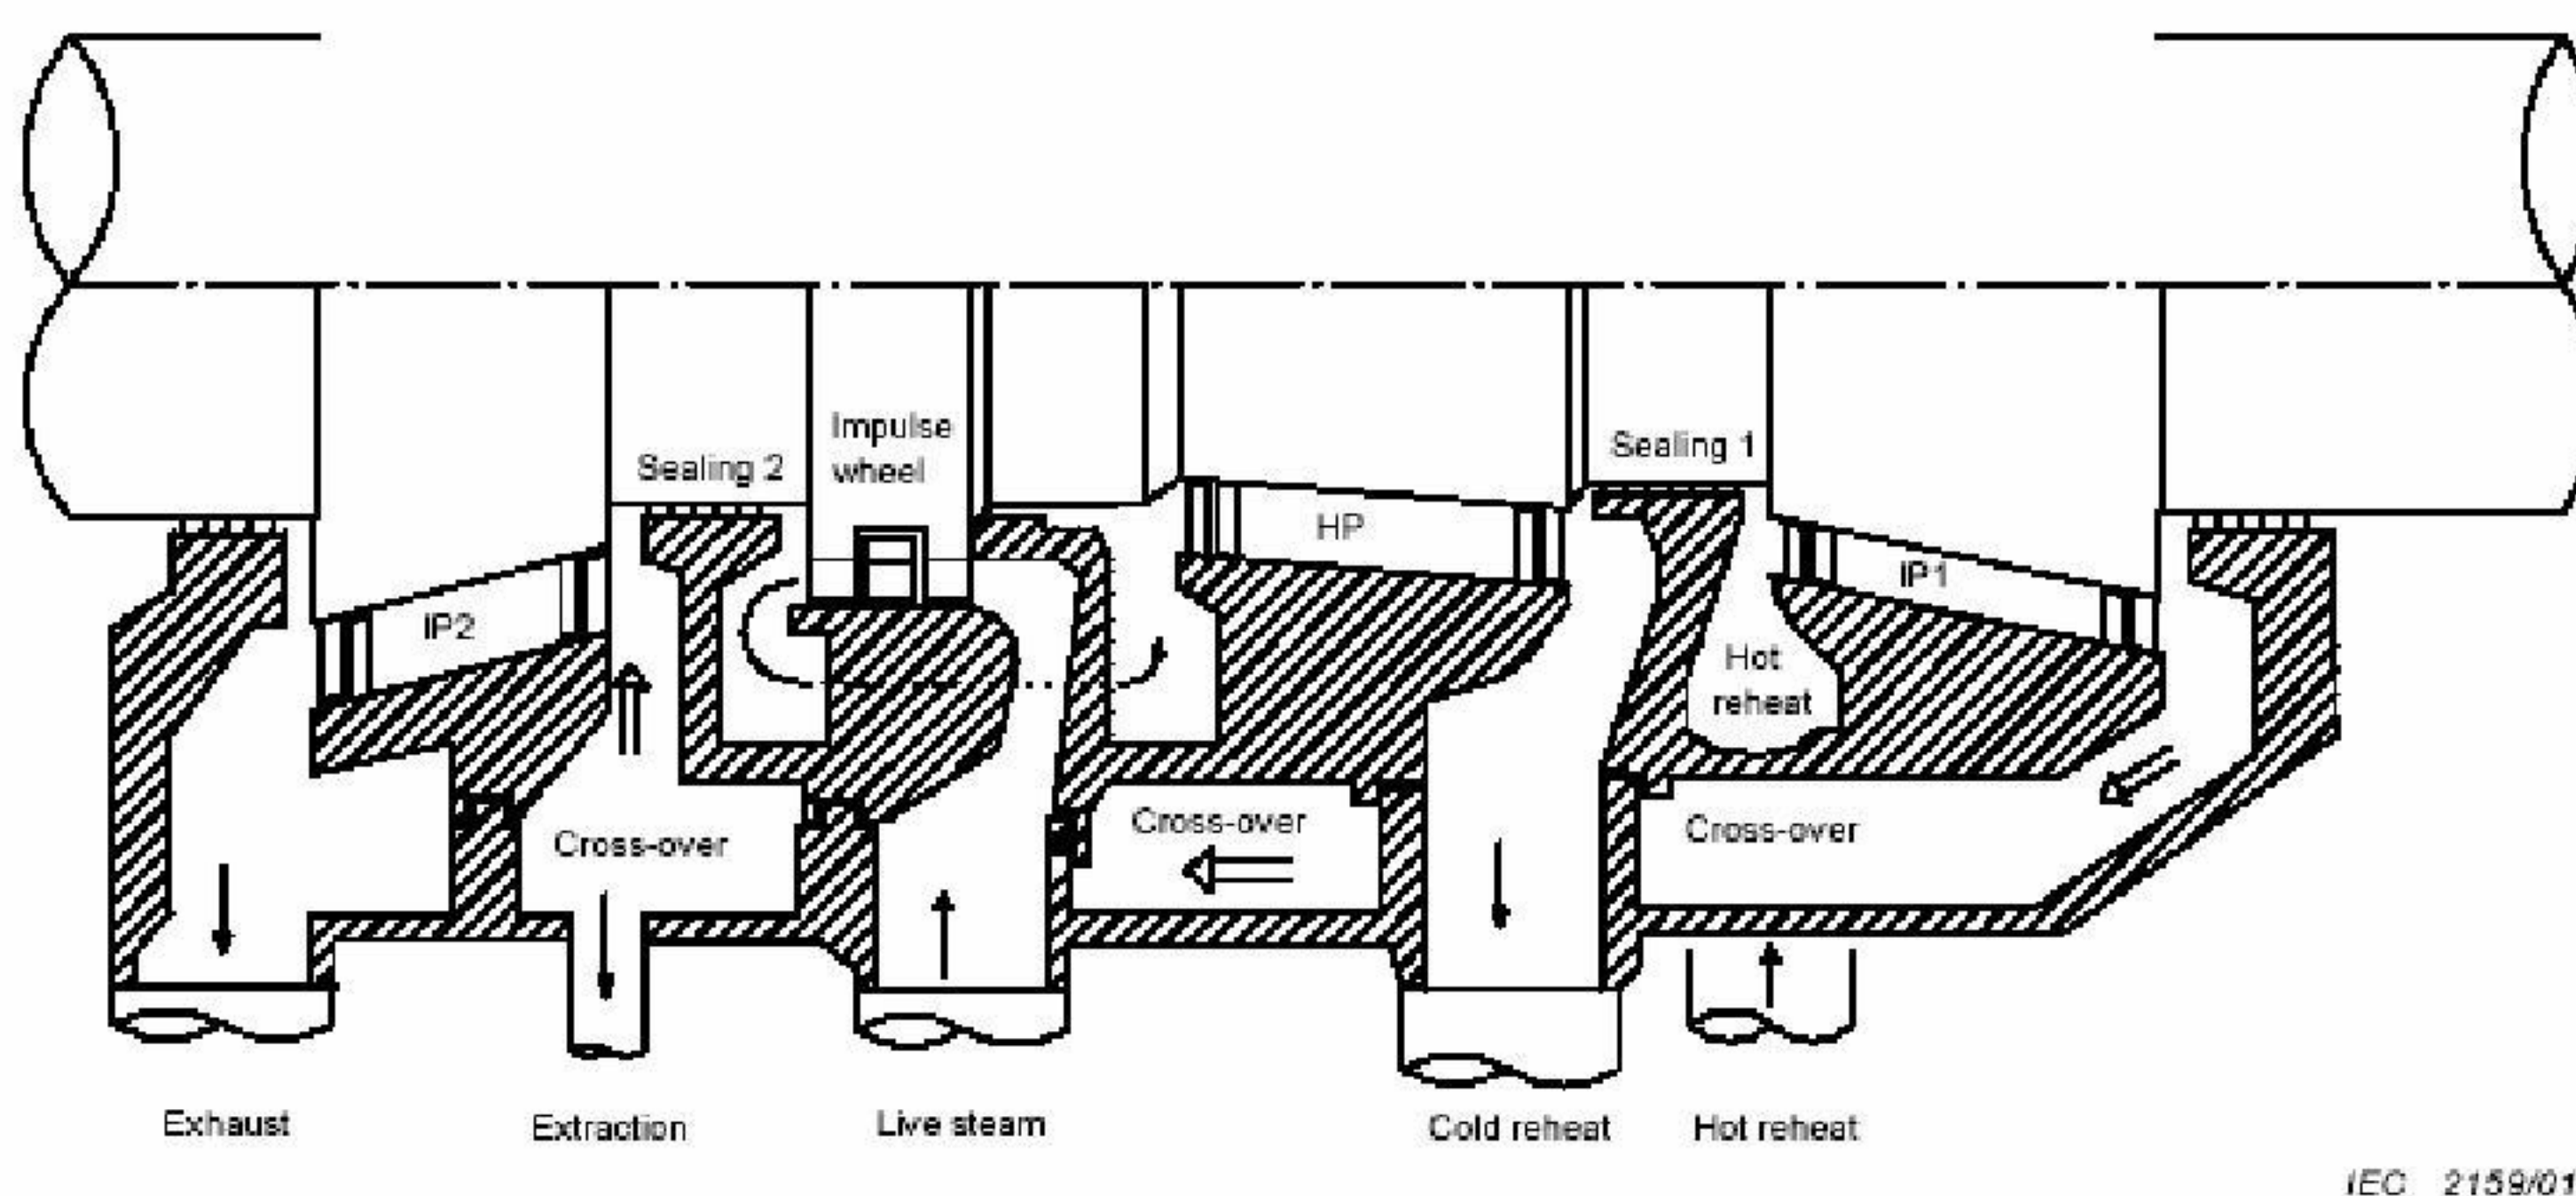 Impulse
wheel
Sealing 2
Sealing 1
HP
IP1
IP2
Hot
reheat
Cross-over
Cross-over
Cross-over
Exhaust
Extraction
Live steam
Cold reheat
Hot reheat
IEC 2159/01